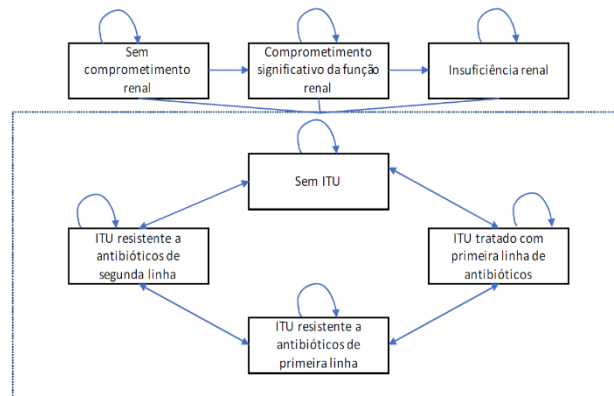 Sem
comprometimento
renal
Comprometimento
significativo da função
renal
Insuficiência renal
Sem ITU
ITU resistente a
antibióticos de
segunda linha
ITU tratado com
primeira linha de
antibióticos
ITU resistente a
antibióticos de
primeira linha